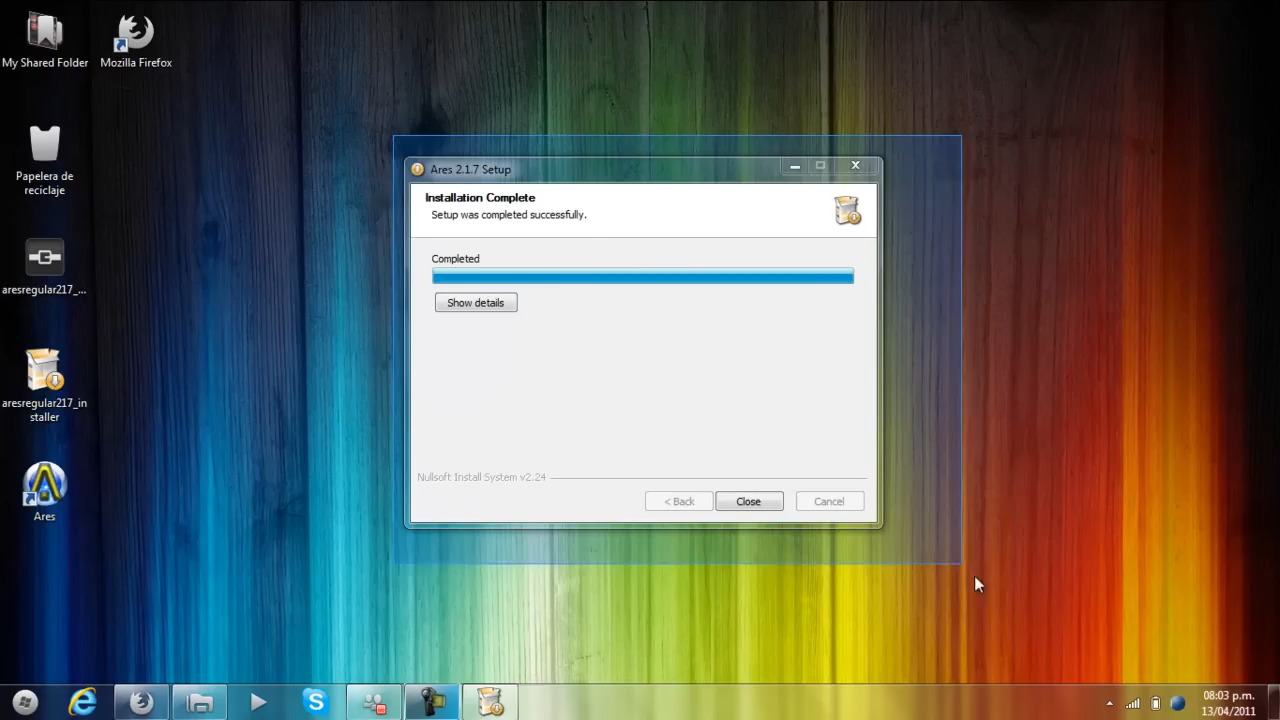 My Shared Folder
Mozilla Firefox
Papelera de
reciclaje
aresregular217_...
aresregular217_in
staller
Ares
Ares 2.1.7 Setup
Installation Complete
Setup was completed successfully.
Completed
Show details
Nullsoft Install System v2.24
< Back
Close
Cancel
08:03 p.m.
13/04/2011